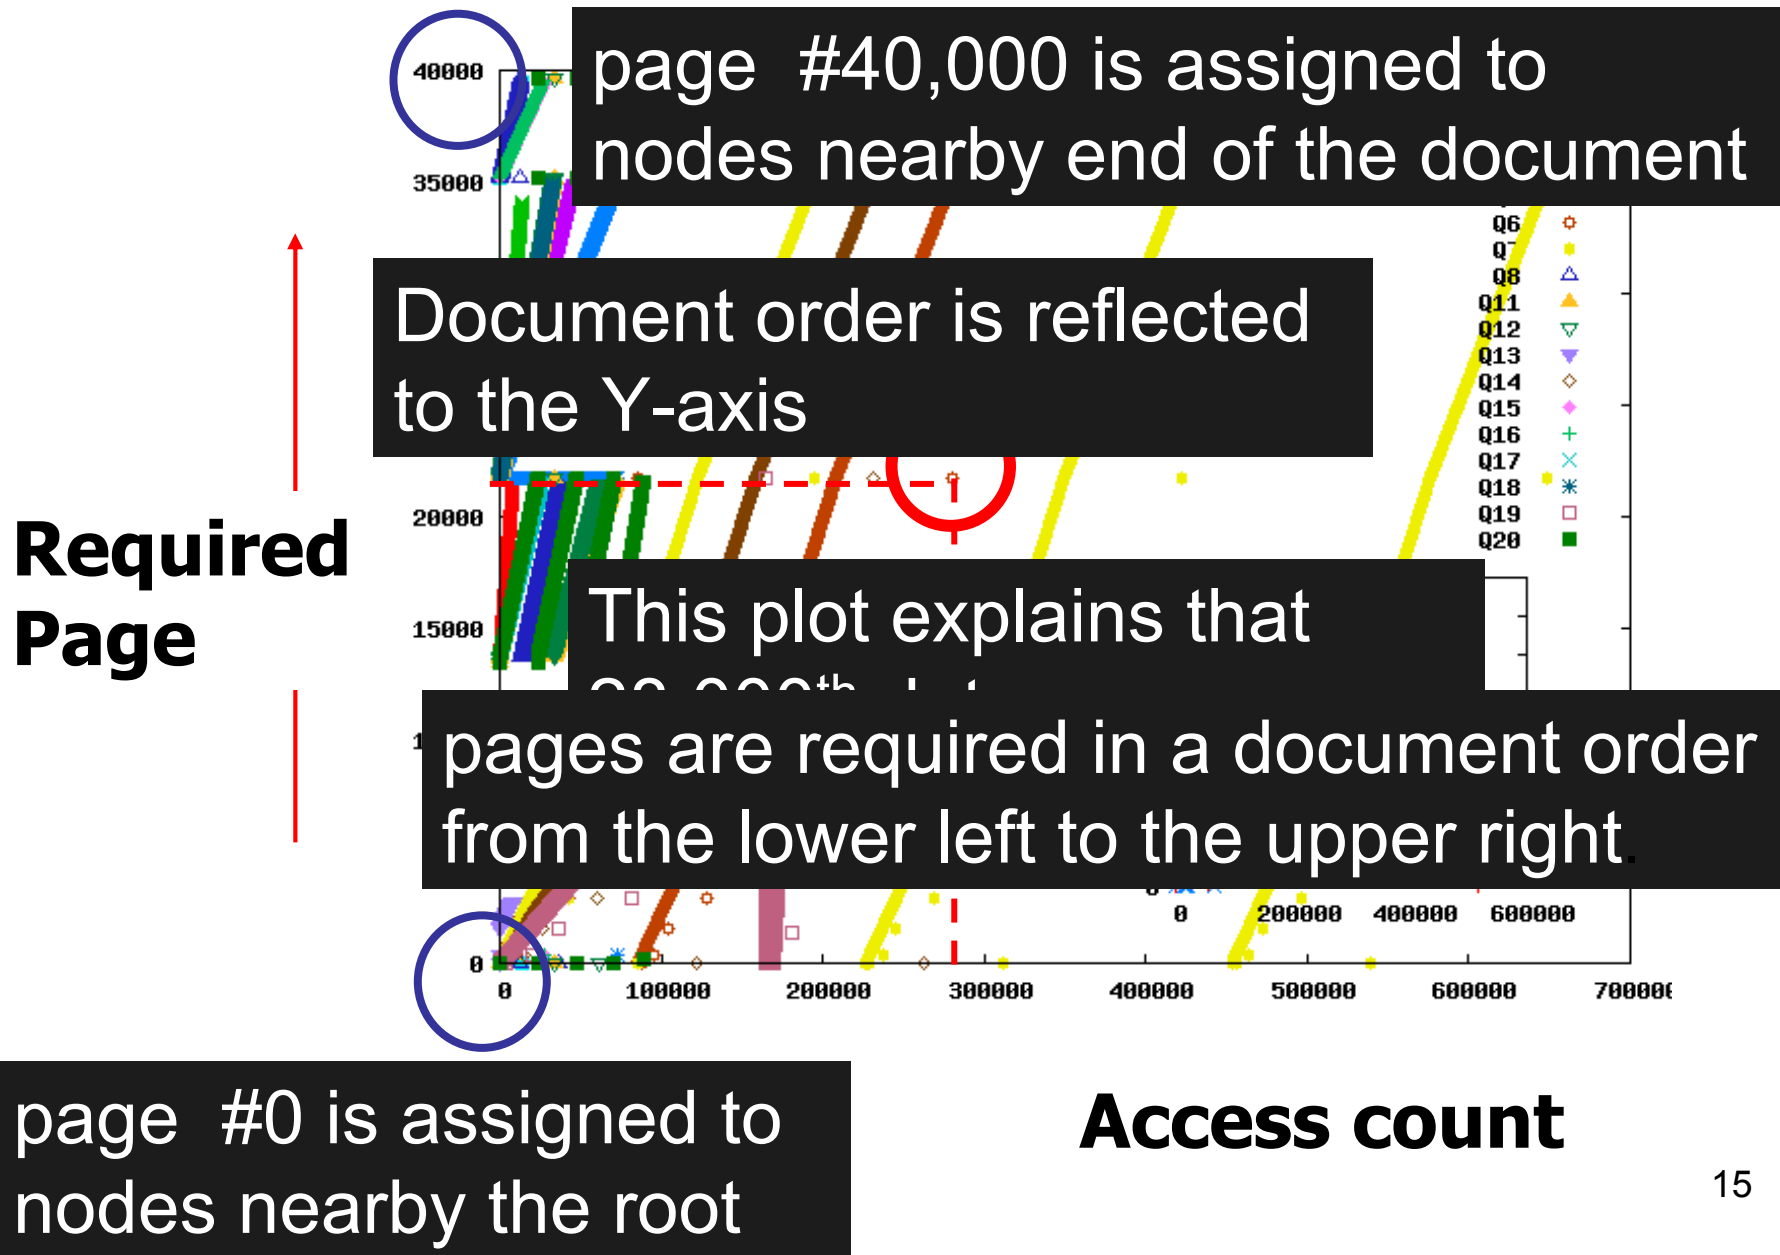 page #40,000 is assigned to
nodes nearby end of the document
40000
35000
Q6
Q7
Q8
Q11
Q12
Q13
Q14
Q15
Q16
Q17
Q18
Q19
Q20
Document order is reflected
to the Y-axis
20000
Required
Page
15000
This plot explains that
pages are required in a document order
from the lower left to the upper right.
0
0 200000 400000 600000
0
0 100000 200000 300000 400000 500000 600000 700000
page #0 is assigned to
nodes nearby the root
Access count
15